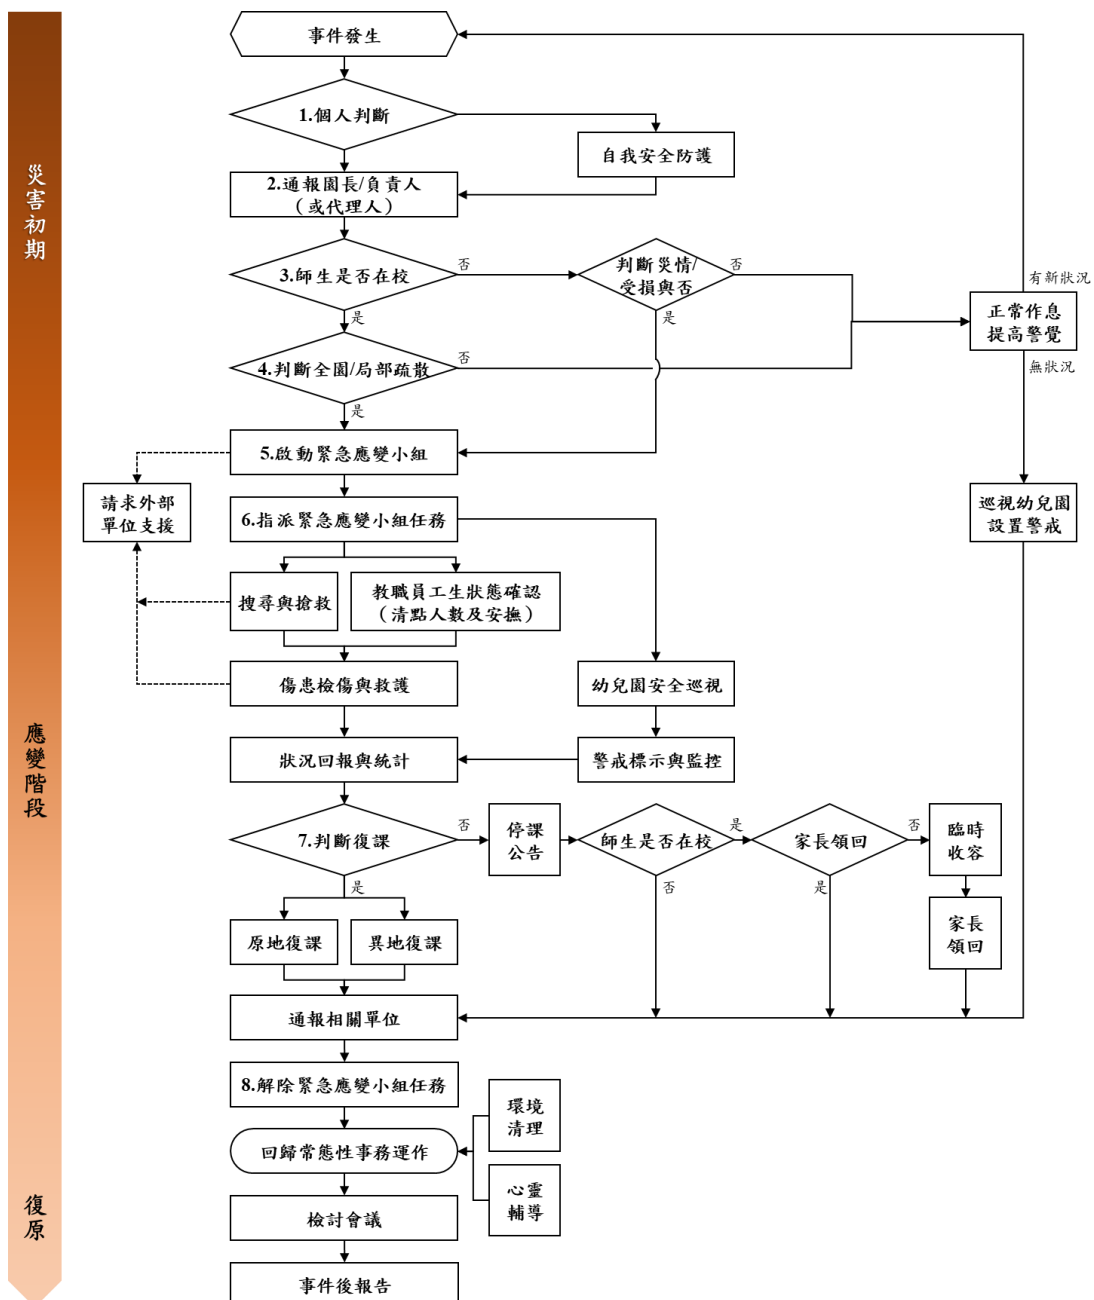 災害初期
應變階段
復原
事件發生
1.個人判斷
自我安全防護
2.通報園長/負責人
（或代理人）
3.師生是否在校
否
是
判斷災情/
受損與否
否
是
有新狀況
正常作息
提高警覺
無狀況
4.判斷全園/局部疏散
否
是
5.啟動緊急應變小組
請求外部
單位支援
6.指派緊急應變小組任務
巡視幼兒園
設置警戒
搜尋與搶救
教職員工生狀態確認
（清點人數及安撫）
傷患檢傷與救護
幼兒園安全巡視
狀況回報與統計
警戒標示與監控
7.判斷復課
否
是
停課
公告
師生是否在校
是
否
家長領回
否
是
臨時
收容
家長
領回
原地復課
異地復課
通報相關單位
8.解除緊急應變小組任務
環境
清理
回歸常態性事務運作
心靈
輔導
檢討會議
事件後報告